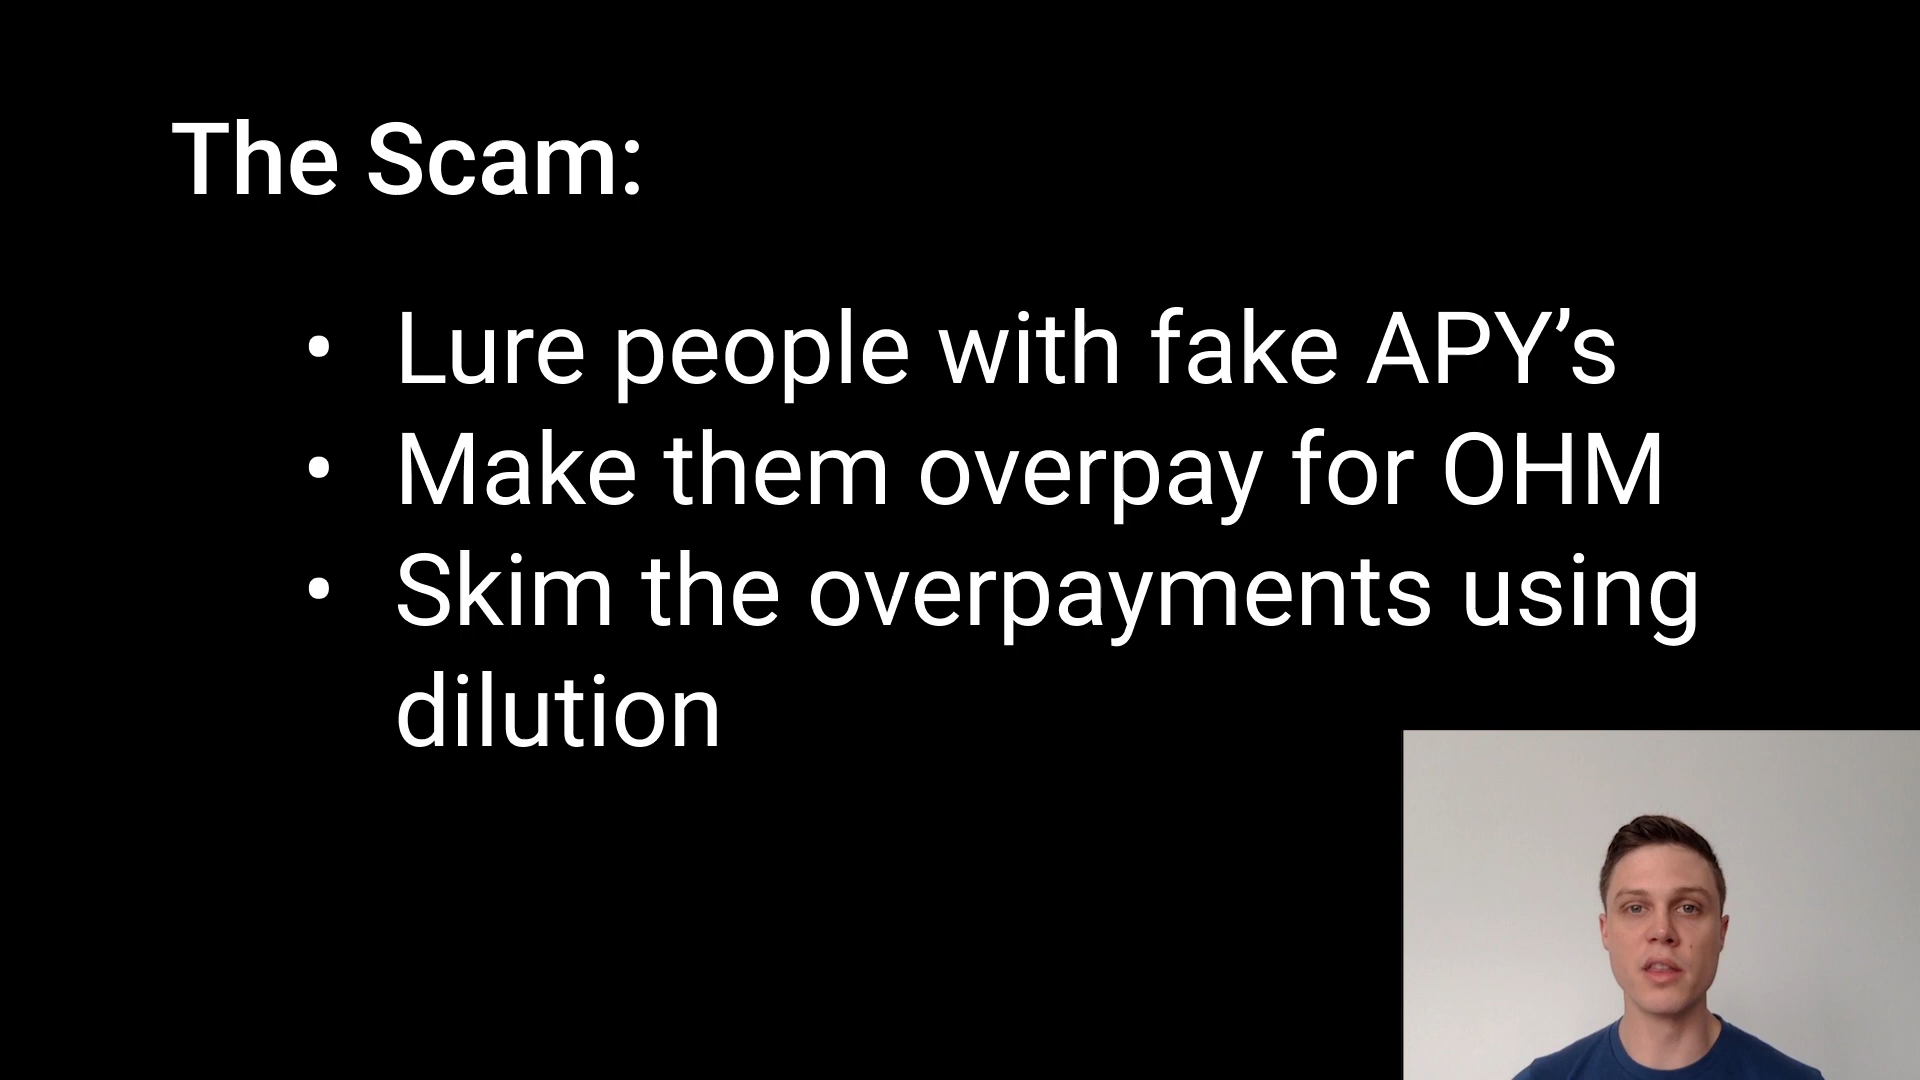 The Scam:
• Lure people with fake APY’s
• Make them overpay for OHM
• Skim the overpayments using
dilution